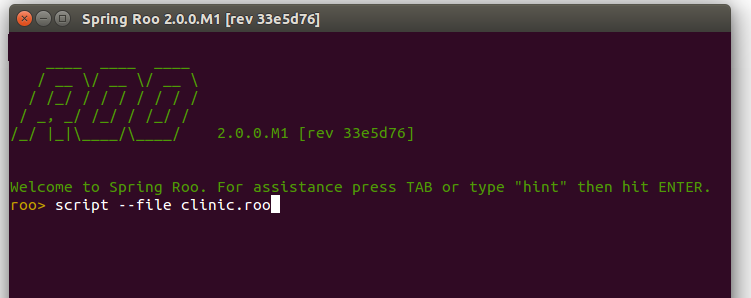 Spring Roo 2.0.0.M1 [rev 33e5d76]
    ____  ____  ____
   / __ \/ __ \/ __ \
  / /_/ / / / / / / /
 / _, _/ /_/ / /_/ /
/_/ |_|\____/\____/    2.0.0.M1 [rev 33e5d76]
Welcome to Spring Roo. For assistance press TAB or type "hint" then hit ENTER.
roo> script --file clinic.roo